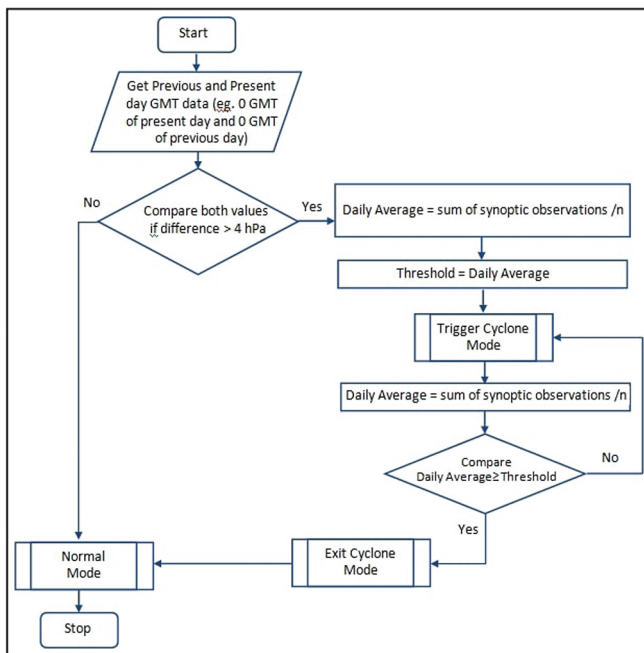 Start
Get Previous and Present
day GMT data (eg. 0 GMT
of present day and 0 GMT
of previous day)
No
Compare both values
if difference > 4 hPa
Yes
Daily Average = sum of synoptic observations /n
Threshold = Daily Average
Trigger Cyclone
Mode
Daily Average = sum of synoptic observations /n
Compare
Daily Average≥Threshold
No
Yes
Exit Cyclone
Mode
Normal
Mode
Stop